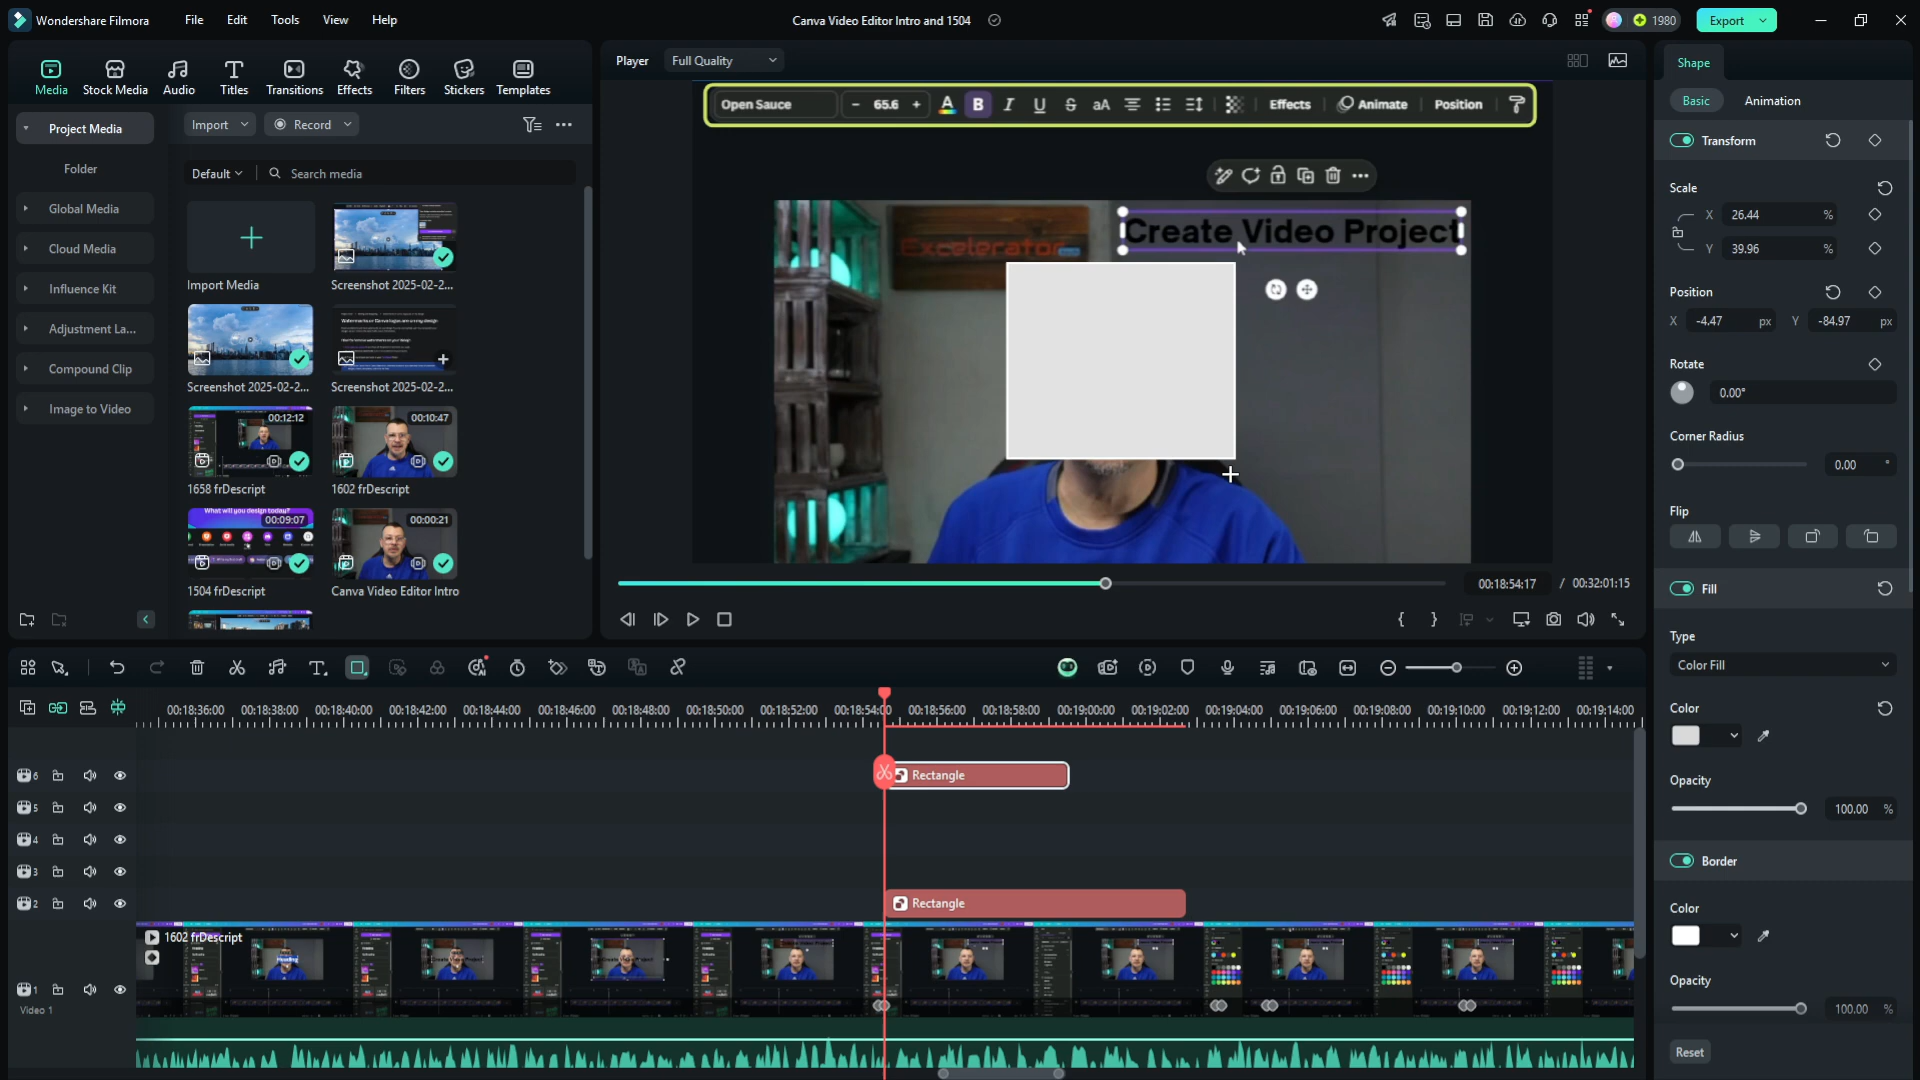 Wondershare Filmora
File
Edit
Tools
View
Help
Canva Video Editor Intro and 1504
1980
Export
Media
Stock Media
Audio
Titles
Transitions
Effects
Filters
Stickers
Templates
Project Media
Folder
Global Media
Cloud Media
Influence Kit
Adjustment La...
Compound Clip
Image to Video
Import
Record
Default
Search media
Import Media
Screenshot 2025-02-2...
Screenshot 2025-02-2...
Screenshot 2025-02-2...
00:12:12
1658 frDescript
00:10:47
1602 frDescript
What will you design today?
00:09:07
1504 frDescript
00:00:21
Canva Video Editor Intro
Player
Full Quality
Open Sauce
- 65.6 +
A
B
I
U
S
aA
Effects
Animate
Position
Excelerator
Create Video Project
00:18:54:17 / 00:32:01:15
Shape
Basic
Animation
Transform
Scale
X 26.44 %
Y 39.96 %
Position
X -4.47 px Y -84.97 px
Rotate
0.00°
Corner Radius
0.00 °
Flip
Fill
Type
Color Fill
Color
Opacity
100.00 %
Border
Color
Opacity
100.00 %
Reset
00:18:36:00 00:18:38:00 00:18:40:00 00:18:42:00 00:18:44:00 00:18:46:00 00:18:48:00 00:18:50:00 00:18:52:00 00:18:54:00 00:18:56:00 00:18:58:00 00:19:00:00 00:19:02:00 00:19:04:00 00:19:06:00 00:19:08:00 00:19:10:00 00:19:12:00 00:19:14:00
6
Rectangle
5
4
3
2
Rectangle
1602 frDescript
1
Video 1